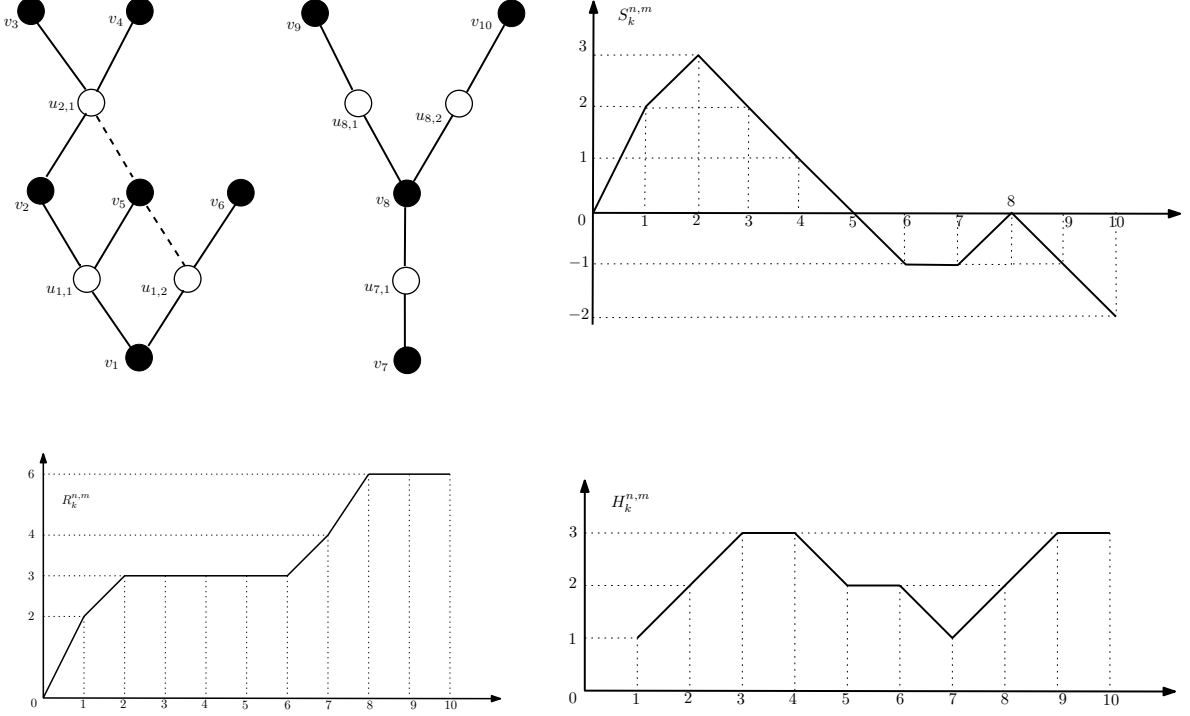 v3 v4 v9 v10
u2,1 u8,1 u8,2
v2 v5 v6 v8
u1,1 u1,2 u7,1
v1 v7
S_k^{n,m}
3
2
1
0 1 2 3 4 5 6 7 8 9 10
−1
−2
6
R_k^{n,m}
4
3
2
0 1 2 3 4 5 6 7 8 9 10
H_k^{n,m}
3
2
1
0 1 2 3 4 5 6 7 8 9 10